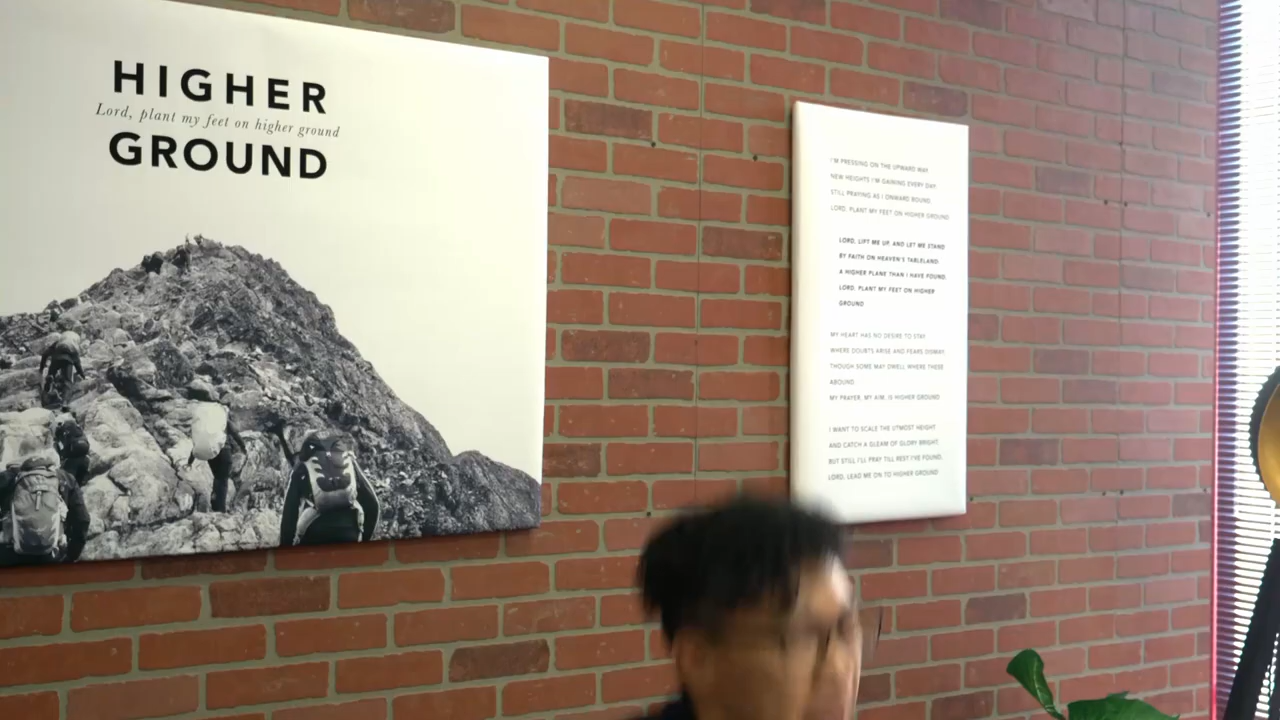 HIGHER
Lord, plant my feet on higher ground
GROUND
I'M PRESSING ON THE UPWARD WAY
NEW HEIGHTS I'M GAINING EVERY DAY;
STILL PRAYING AS I ONWARD BOUND,
LORD, PLANT MY FEET ON HIGHER GROUND
LORD, LIFT ME UP, AND LET ME STAND
BY FAITH ON HEAVEN'S TABLELAND;
A HIGHER PLANE THAN I HAVE FOUND,
LORD, PLANT MY FEET ON HIGHER
GROUND
MY HEART HAS NO DESIRE TO STAY
WHERE DOUBTS ARISE AND FEARS DISMAY;
THOUGH SOME MAY DWELL WHERE THESE
ABOUND
MY PRAYER, MY AIM, IS HIGHER GROUND
I WANT TO SCALE THE UTMOST HEIGHT
AND CATCH A GLEAM OF GLORY BRIGHT;
BUT STILL I'LL PRAY TILL REST I'VE FOUND,
LORD, LEAD ME ON TO HIGHER GROUND